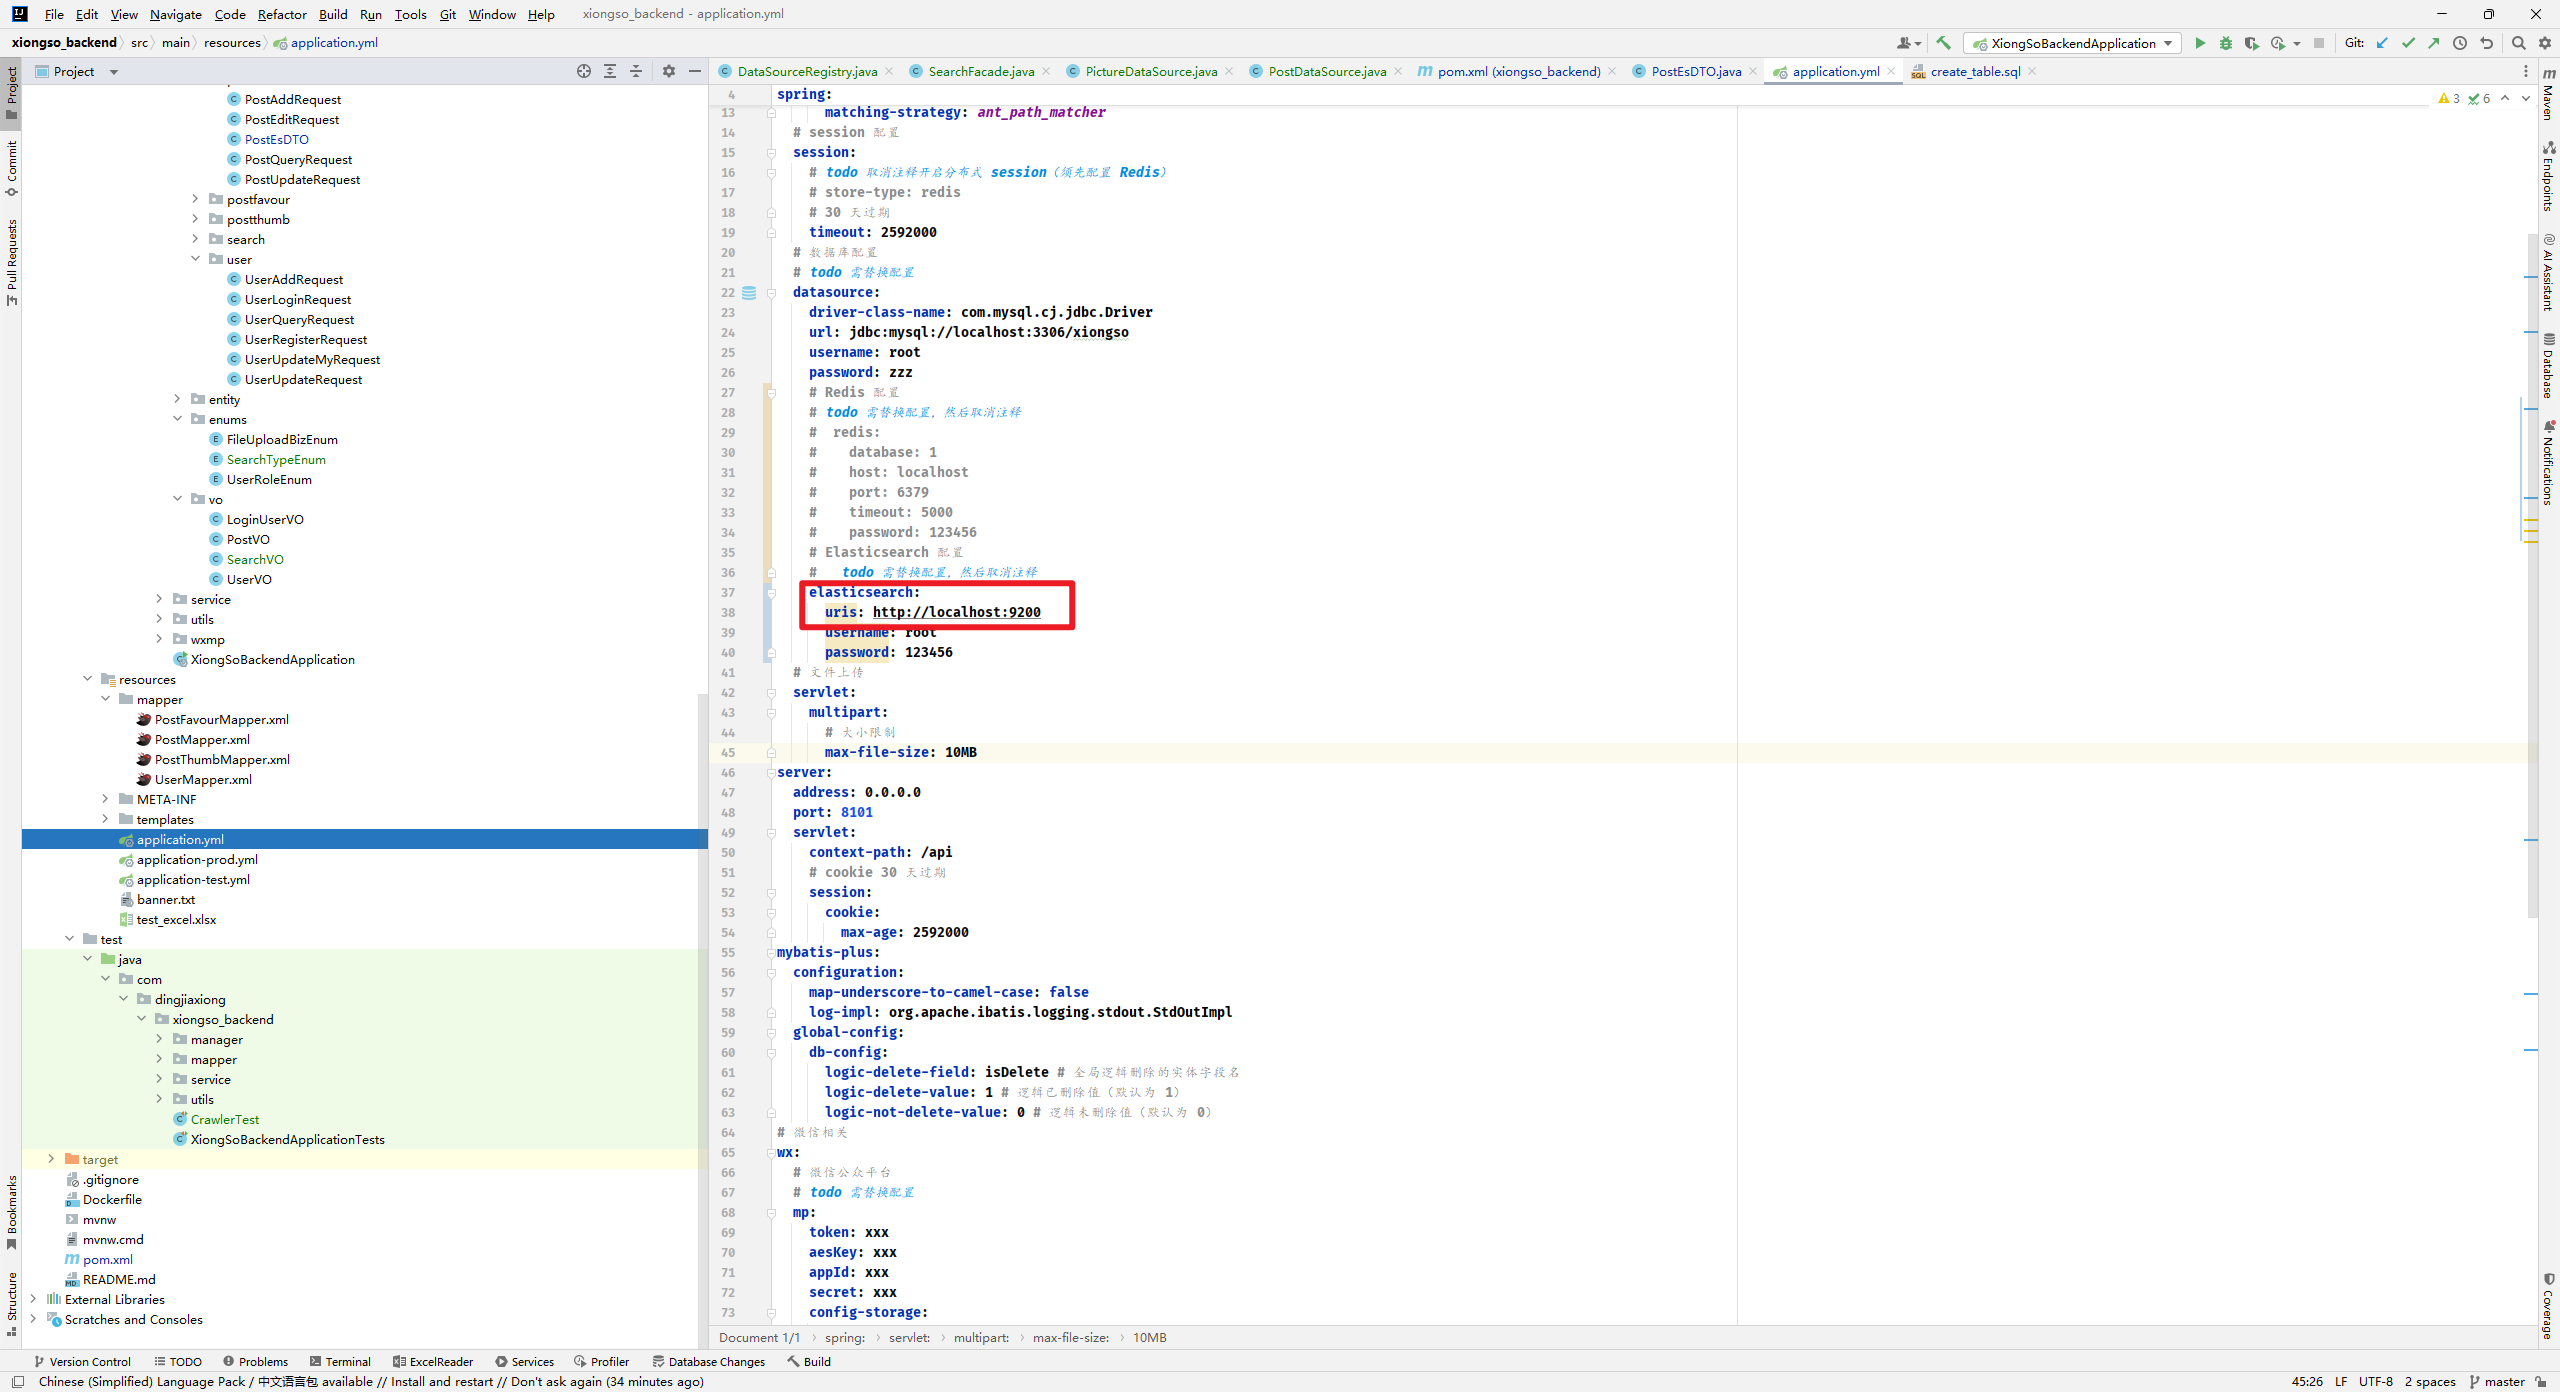 File Edit View Navigate Code Refactor Build Run Tools Git Window Help xiongso_backend - application.yml
xiongso_backend src main resources application.yml XiongSoBackendApplication Git:
Project
DataSourceRegistry.java SearchFacade.java PictureDataSource.java PostDataSource.java pom.xml (xiongso_backend) PostEsDTO.java application.yml create_table.sql
Project
Commit
Pull Requests
Bookmarks
Structure
PostAddRequest
PostEditRequest
PostEsDTO
PostQueryRequest
PostUpdateRequest
postfavour
postthumb
search
user
UserAddRequest
UserLoginRequest
UserQueryRequest
UserRegisterRequest
UserUpdateMyRequest
UserUpdateRequest
entity
enums
FileUploadBizEnum
SearchTypeEnum
UserRoleEnum
vo
LoginUserVO
PostVO
SearchVO
UserVO
service
utils
wxmp
XiongSoBackendApplication
resources
mapper
PostFavourMapper.xml
PostMapper.xml
PostThumbMapper.xml
UserMapper.xml
META-INF
templates
application.yml
application-prod.yml
application-test.yml
banner.txt
test_excel.xlsx
test
java
com
dingjiaxiong
xiongso_backend
manager
mapper
service
utils
CrawlerTest
XiongSoBackendApplicationTests
target
.gitignore
Dockerfile
mvnw
mvnw.cmd
pom.xml
README.md
External Libraries
Scratches and Consoles
4 spring:
3 6
13 matching-strategy: ant_path_matcher
14 # session 配置
15 session:
16 # todo 取消注释开启分布式 session（须先配置 Redis）
17 # store-type: redis
18 # 30 天过期
19 timeout: 2592000
20 # 数据库配置
21 # todo 需替换配置
22 datasource:
23 driver-class-name: com.mysql.cj.jdbc.Driver
24 url: jdbc:mysql://localhost:3306/xiongso
25 username: root
26 password: zzz
27 # Redis 配置
28 # todo 需替换配置，然后取消注释
29 # redis:
30 # database: 1
31 # host: localhost
32 # port: 6379
33 # timeout: 5000
34 # password: 123456
35 # Elasticsearch 配置
36 # todo 需替换配置，然后取消注释
37 elasticsearch:
38 uris: http://localhost:9200
39 username: root
40 password: 123456
41 # 文件上传
42 servlet:
43 multipart:
44 # 大小限制
45 max-file-size: 10MB
46 server:
47 address: 0.0.0.0
48 port: 8101
49 servlet:
50 context-path: /api
51 # cookie 30 天过期
52 session:
53 cookie:
54 max-age: 2592000
55 mybatis-plus:
56 configuration:
57 map-underscore-to-camel-case: false
58 log-impl: org.apache.ibatis.logging.stdout.StdOutImpl
59 global-config:
60 db-config:
61 logic-delete-field: isDelete # 全局逻辑删除的实体字段名
62 logic-delete-value: 1 # 逻辑已删除值（默认为 1）
63 logic-not-delete-value: 0 # 逻辑未删除值（默认为 0）
64 # 微信相关
65 wx:
66 # 微信公众平台
67 # todo 需替换配置
68 mp:
69 token: xxx
70 aesKey: xxx
71 appId: xxx
72 secret: xxx
73 config-storage:
Document 1/1 spring: servlet: multipart: max-file-size: 10MB
Maven
Endpoints
AI Assistant
Database
Notifications
Coverage
Version Control TODO Problems Terminal ExcelReader Services Profiler Database Changes Build
Chinese (Simplified) Language Pack / 中文语言包 available // Install and restart // Don't ask again (34 minutes ago) 45:26 LF UTF-8 2 spaces master